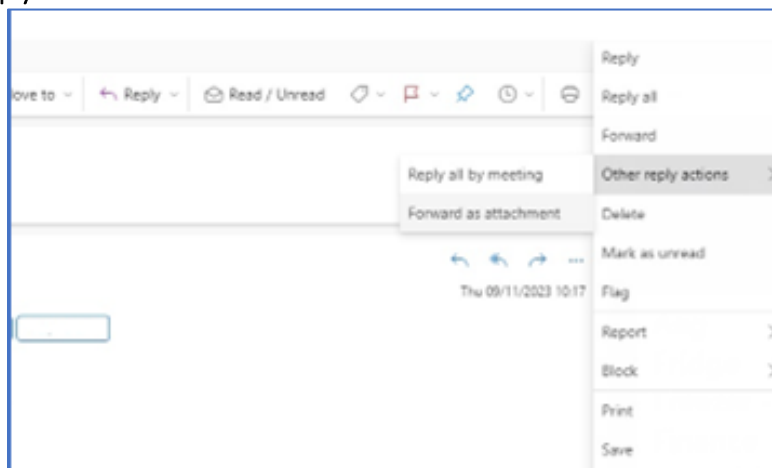 Reply
ove to Reply Read / Unread
Reply all
Forward
Reply all by meeting
Other reply actions
Forward as attachment
Delete
Mark as unread
Thu 09/11/2023 10:17
Flag
Report
Block
Print
Save